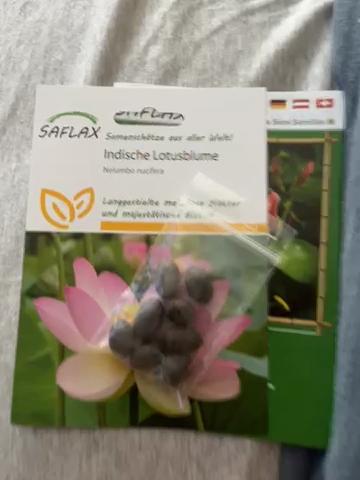 SAFLAX
Samenschätze aus aller Welt!
Indische Lotusblume
Nelumbo nucifera
Langgestielte
und majestätische